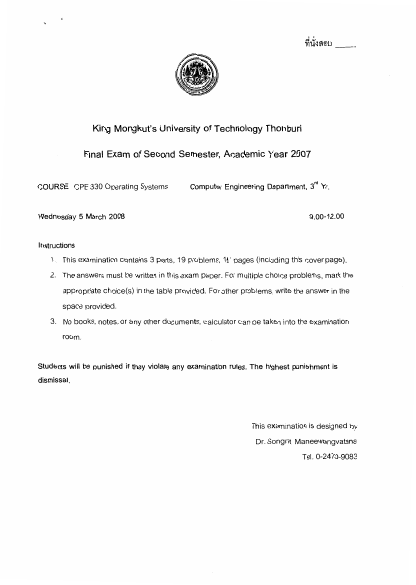 ที่นั่งสอบ _____
King Mongkut's University of Technology Thonburi
Final Exam of Second Semester, Academic Year 2007
COURSE CPE 330 Operating Systems Computer Engineering Department, 3rd Yr.
Wednesday 5 March 2008 9.00-12.00
Instructions
1. This examination contains 3 parts, 19 problems, 11 pages (including this cover page).
2. The answers must be written in this exam paper. For multiple choice problems, mark the
appropriate choice(s) in the table provided. For other problems, write the answer in the
space provided.
3. No books, notes, or any other documents, calculator can be taken into the examination
room.
Students will be punished if they violate any examination rules. The highest punishment is
dismissal.
This examination is designed by
Dr. Songrit Maneewongvatana
Tel. 0-2470-9083